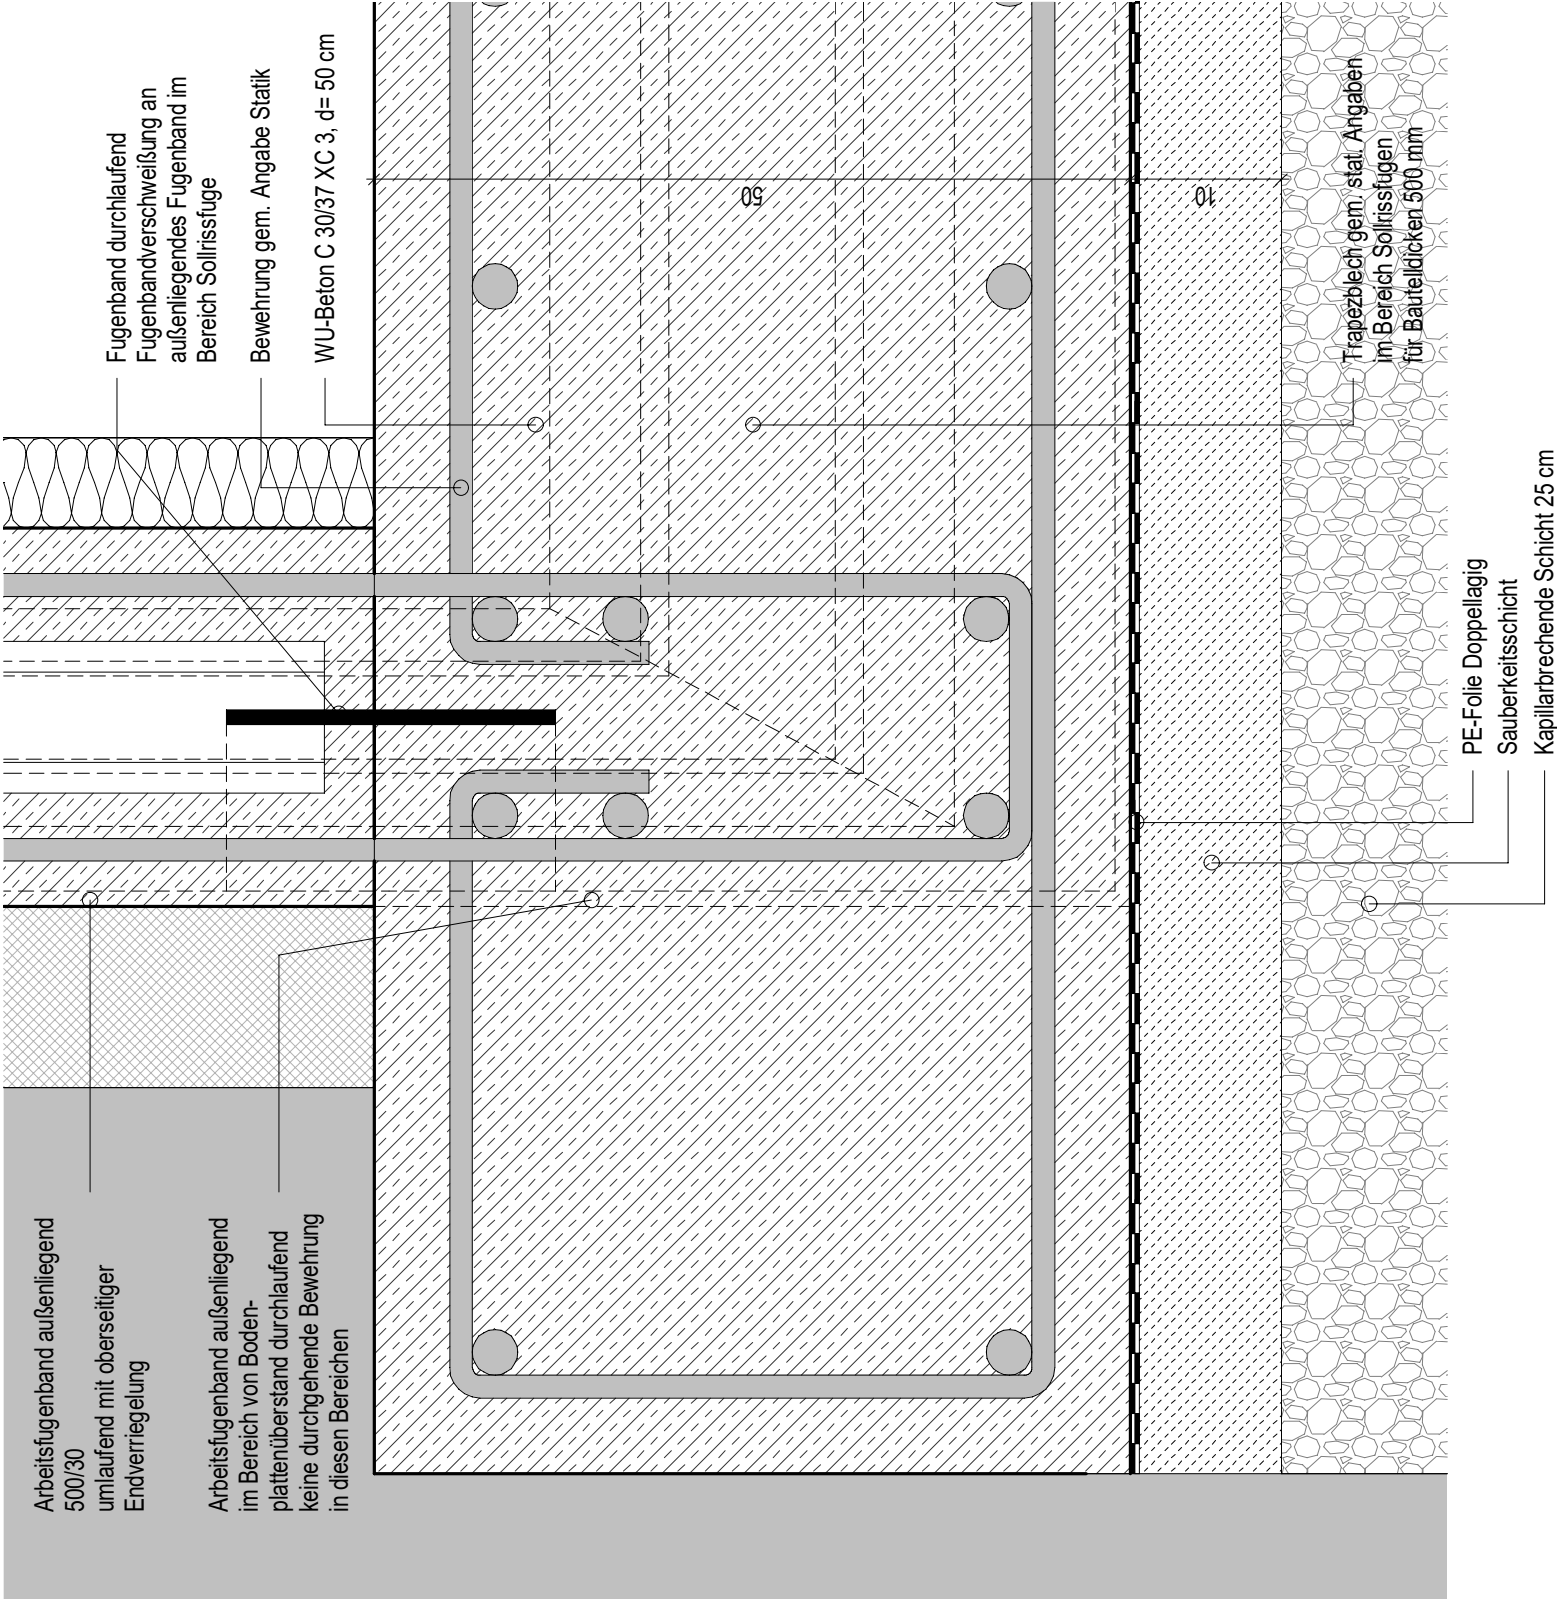 Fugenband durchlaufend
Fugenbandverschweißung an
außenliegendes Fugenband im
Bereich Sollrissfuge
Bewehrung gem. Angabe Statik
WU-Beton C 30/37 XC 3, d= 50 cm
50
10
Trapezblech gem. stat. Angaben
im Bereich Sollrissfugen
für Bauteildicken 500 mm
Arbeitsfugenband außenliegend
500/30
umlaufend mit oberseitiger
Endverriegelung
Arbeitsfugenband außenliegend
im Bereich von Boden-
plattenüberstand durchlaufend
keine durchgehende Bewehrung
in diesen Bereichen
PE-Folie Doppellagig
Sauberkeitsschicht
Kapillarbrechende Schicht 25 cm